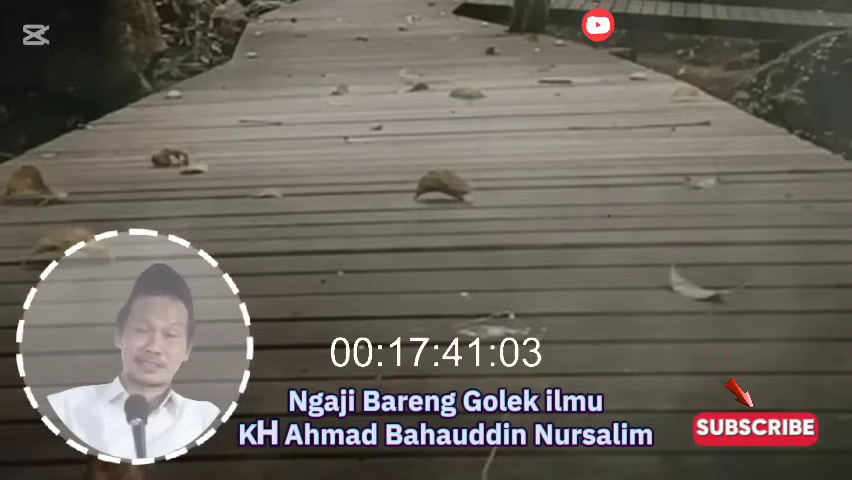 00:17:41:03
Ngaji Bareng Golek ilmu
KH Ahmad Bahauddin Nursalim
SUBSCRIBE